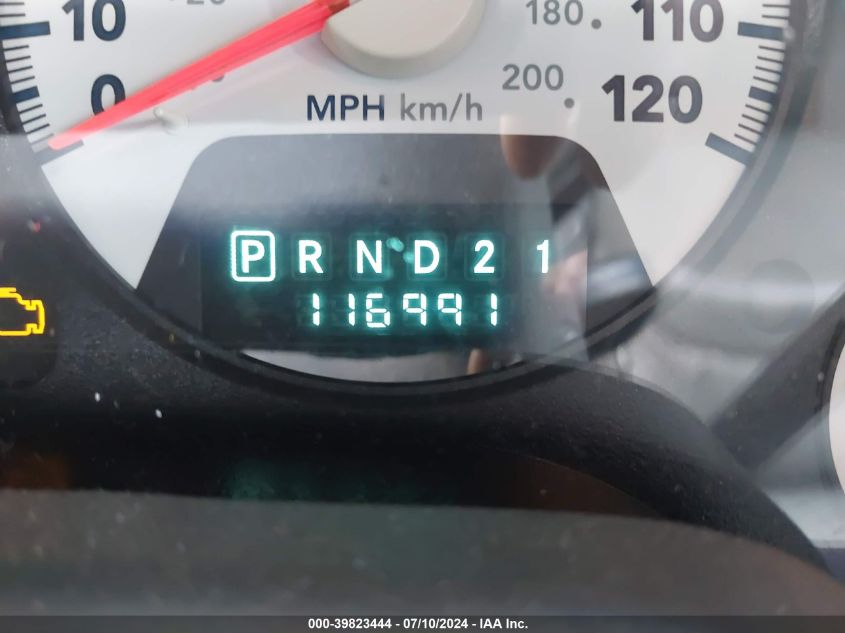 10 180 110
0 200 120
MPH km/h
P R N D 2 1
116991
000-39823444 - 07/10/2024 - IAA Inc.